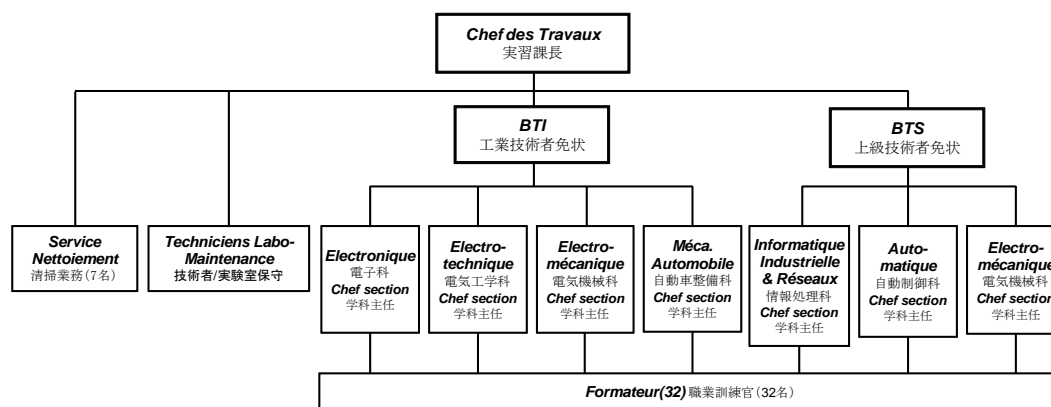 Chef des Travaux
実習課長
BTI
工業技術者免状
BTS
上級技術者免状
Service
Nettoiement
清掃業務(7名)
Techniciens Labo-
Maintenance
技術者/実験室保守
Electronique
電子科
Chef section
学科主任
Electro-
technique
電気工学科
Chef section
学科主任
Electro-
mécanique
電気機械科
Chef section
学科主任
Méca.
Automobile
自動車整備科
Chef section
学科主任
Informatique
Industrielle
& Réseaux
情報処理科
Chef section
学科主任
Auto-
matique
自動制御科
Chef section
学科主任
Electro-
mécanique
電気機械科
Chef section
学科主任
Formateur(32) 職業訓練官(32名)